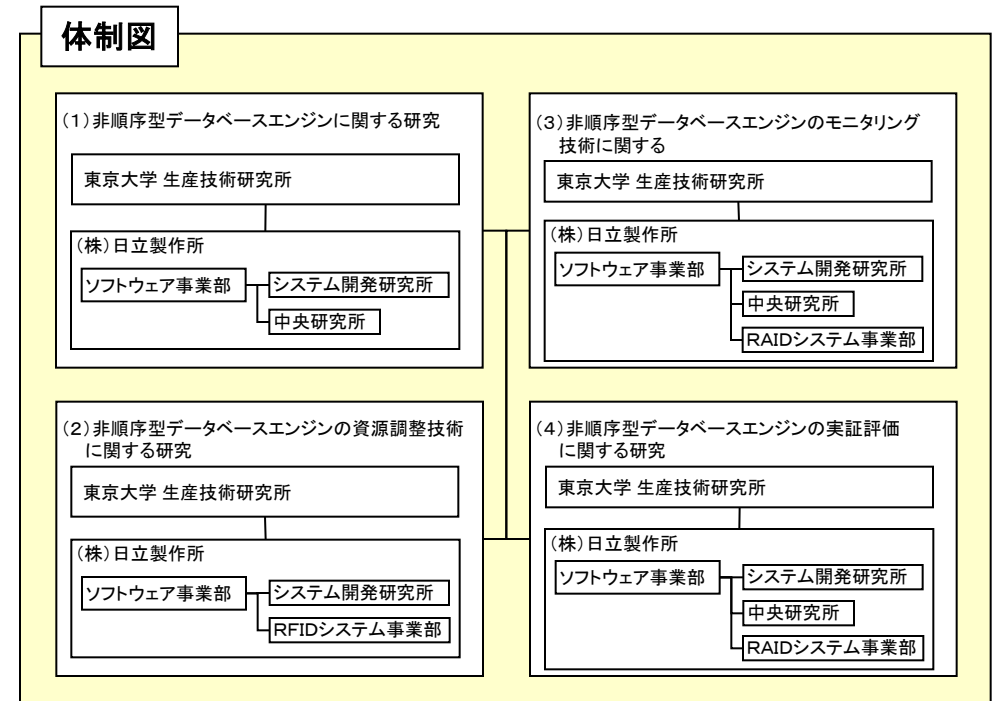 体制図
(1)非順序型データベースエンジンに関する研究
東京大学 生産技術研究所
(株)日立製作所
ソフトウェア事業部
システム開発研究所
中央研究所
(2)非順序型データベースエンジンの資源調整技術
に関する研究
東京大学 生産技術研究所
(株)日立製作所
ソフトウェア事業部
システム開発研究所
RFIDシステム事業部
(3)非順序型データベースエンジンのモニタリング
技術に関する
東京大学 生産技術研究所
(株)日立製作所
ソフトウェア事業部
システム開発研究所
中央研究所
RAIDシステム事業部
(4)非順序型データベースエンジンの実証評価
に関する研究
東京大学 生産技術研究所
(株)日立製作所
ソフトウェア事業部
システム開発研究所
中央研究所
RAIDシステム事業部